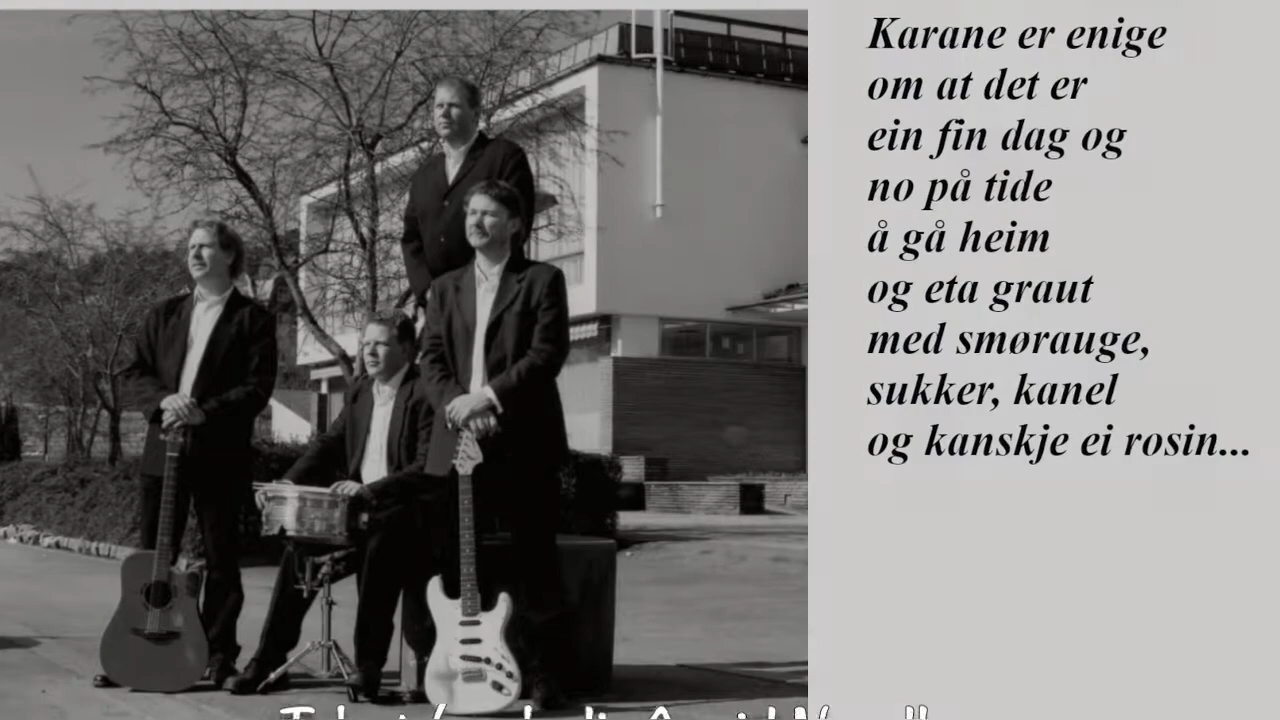 Karane er enige
om at det er
ein fin dag og
no på tide
å gå heim
og eta graut
med smørauge,
sukker, kanel
og kanskje ei rosin...